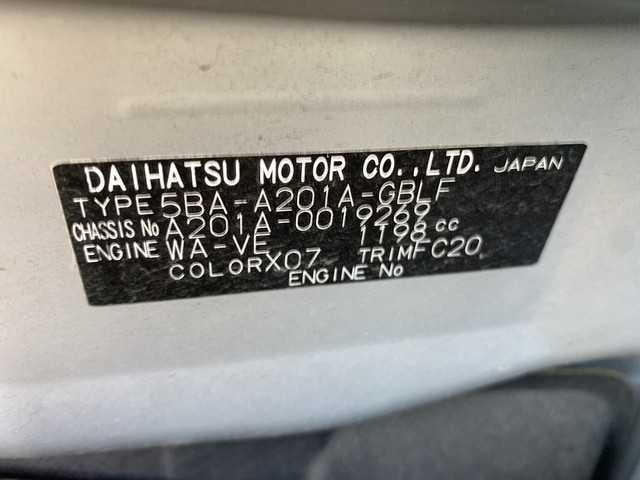 DAIHATSU MOTOR CO.,LTD. JAPAN
TYPE 5BA-A201A-GBLF
CHASSIS No A201A-0019269
ENGINE WA-VE 1198 cc
COLOR X07 TRIM FC20
ENGINE No